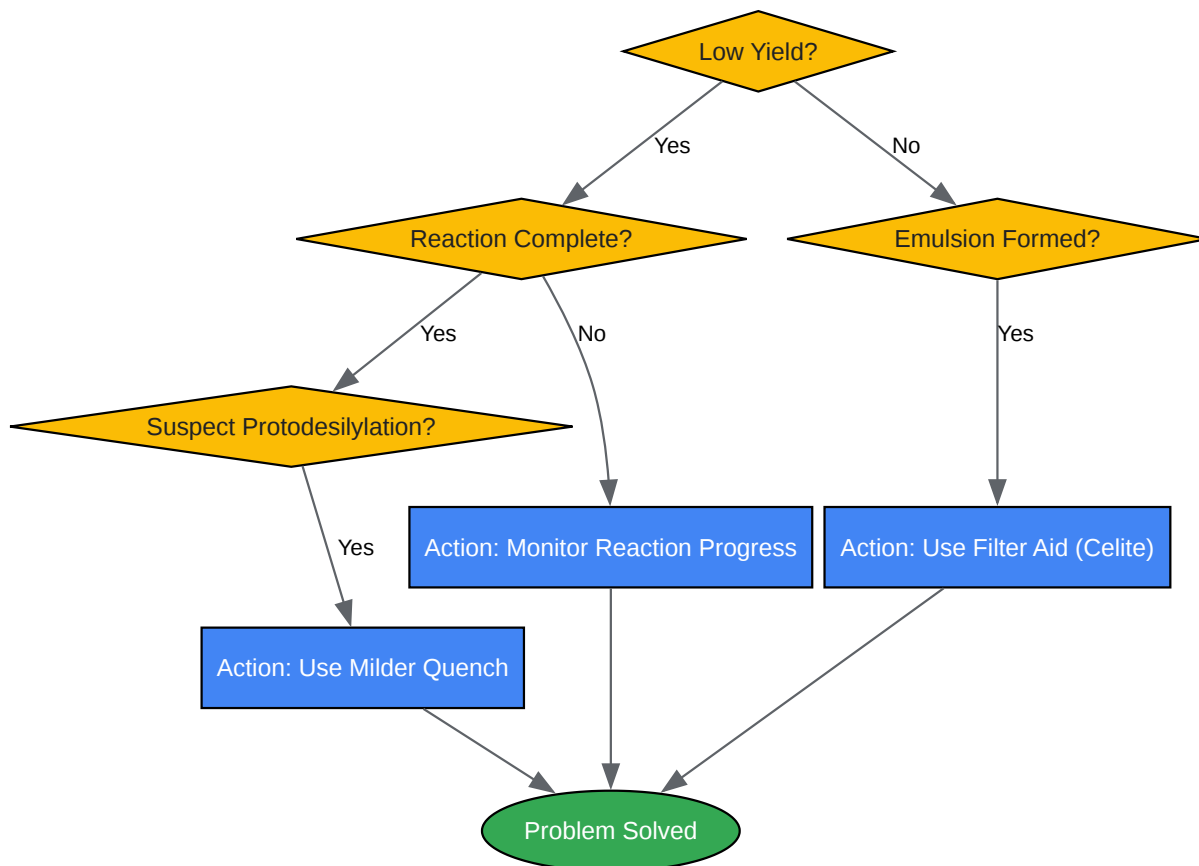 Low Yield?
Yes
No
Reaction Complete?
Emulsion Formed?
Yes
No
Yes
Suspect Protodesilylation?
Yes
Action: Monitor Reaction Progress
Action: Use Filter Aid (Celite)
Action: Use Milder Quench
Problem Solved